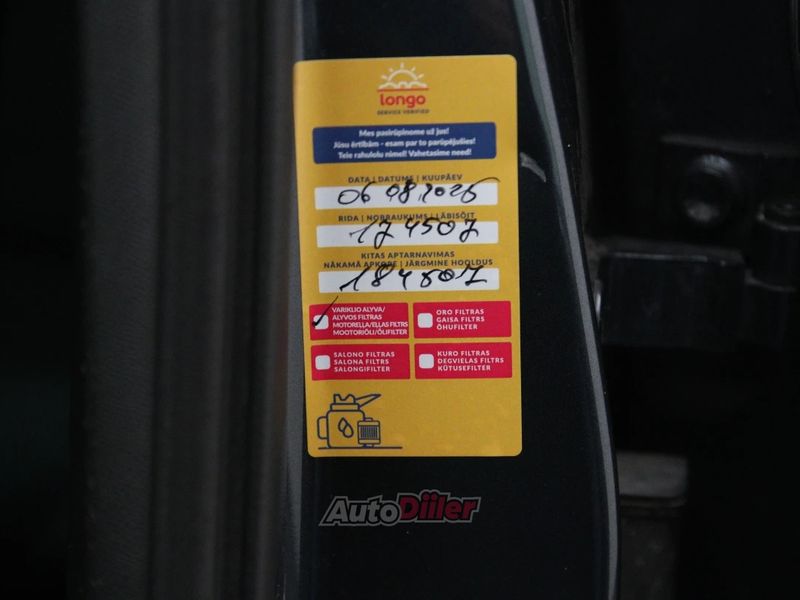 longo
SERVICE VERIFIED
Mes pasirūpinome už jus!
Jūsu ērtībām - esam par to parūpējušies!
Teie rahulolu nimel! Vahetasime need!
DATA | DATUMS | KUUPÄEV
06 08.2025
RIDA | NOBRAUKUMS | LÄBISÕIT
174507
KITAS APTARNAVIMAS
NĀKAMĀ APKOPE | JÄRGMINE HOOLDUS
184507
VARIKLIO ALYVA/
ALYVOS FILTRAS
MOTOREĻĻA/EĻĻAS FILTRS
MOOTORIÕLI/ÕLIFILTER
ORO FILTRAS
GAISA FILTRS
ÕHUFILTER
SALONO FILTRAS
SALONA FILTRS
SALONGIFILTER
KURO FILTRAS
DEGVIELAS FILTRS
KÜTUSEFILTER
AutoDiiler